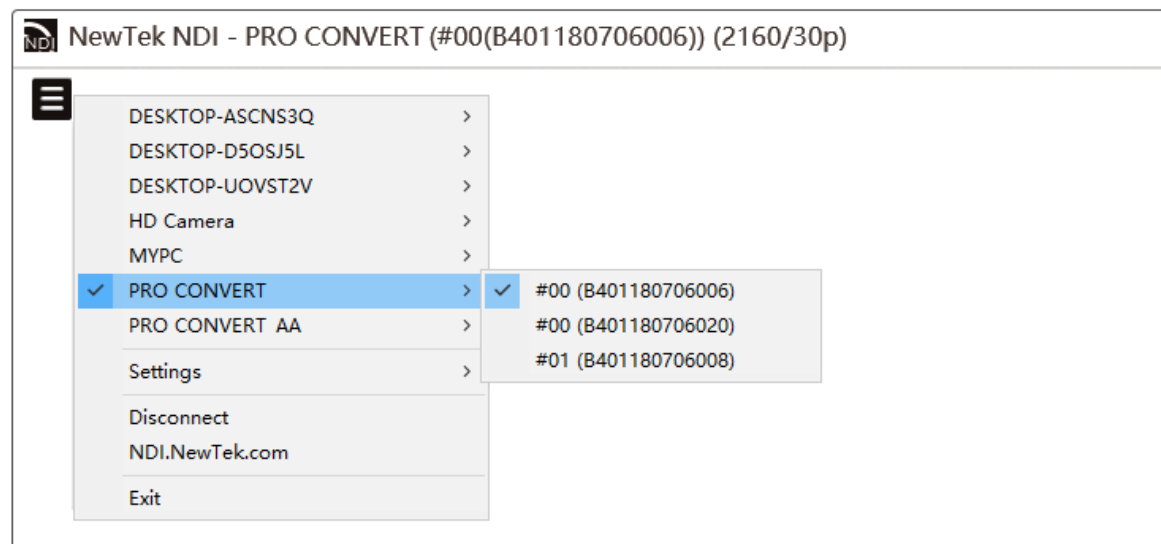 NDI NewTek NDI - PRO CONVERT (#00(B401180706006)) (2160/30p)
DESKTOP-ASCNS3Q
DESKTOP-D5OSJ5L
DESKTOP-UOVST2V
HD Camera
MYPC
PRO CONVERT
#00 (B401180706006)
PRO CONVERT AA
#00 (B401180706020)
#01 (B401180706008)
Settings
Disconnect
NDI.NewTek.com
Exit